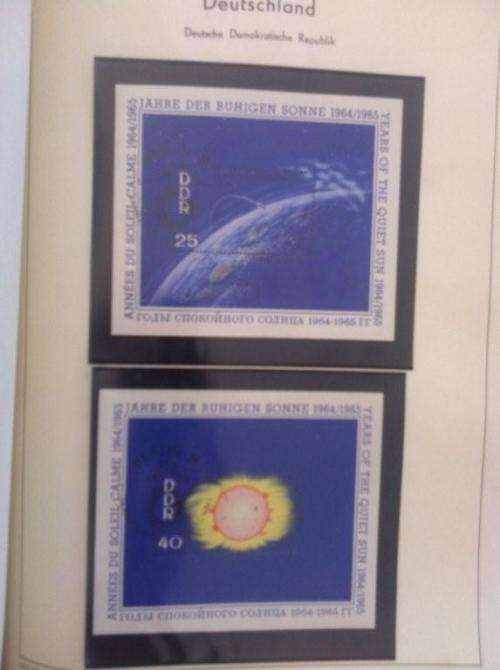 Deutschland
Deutsche Demokratische Republik
JAHRE DER RUHIGEN SONNE 1964/1965
ANNÉES DU SOLEIL CALME 1964/1965
YEARS OF THE QUIET SUN 1964/1965
DDR
25
ГОДЫ СПОКОЙНОГО СОЛНЦА 1964-1965 ГГ
JAHRE DER RUHIGEN SONNE 1964/1965
ANNÉES DU SOLEIL CALME 1964/1965
YEARS OF THE QUIET SUN 1964/1965
DDR
40
ГОДЫ СПОКОЙНОГО СОЛНЦА 1964-1965 ГГ